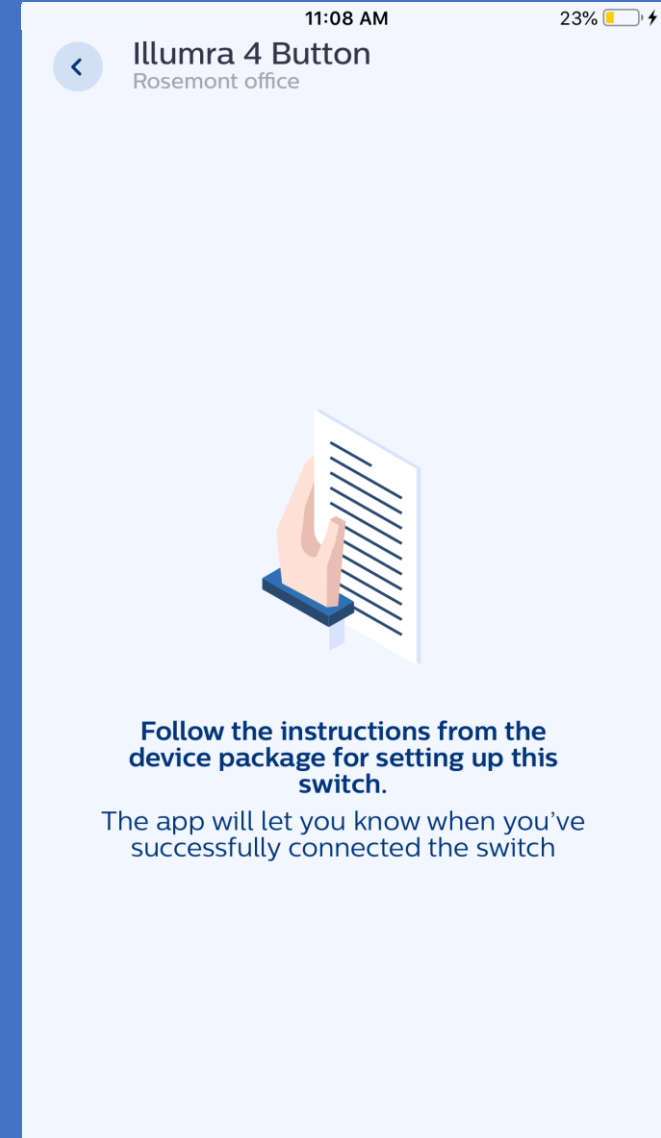 11:08 AM 23%
Illumra 4 Button
Rosemont office
Follow the instructions from the
device package for setting up this
switch.
The app will let you know when you’ve
successfully connected the switch